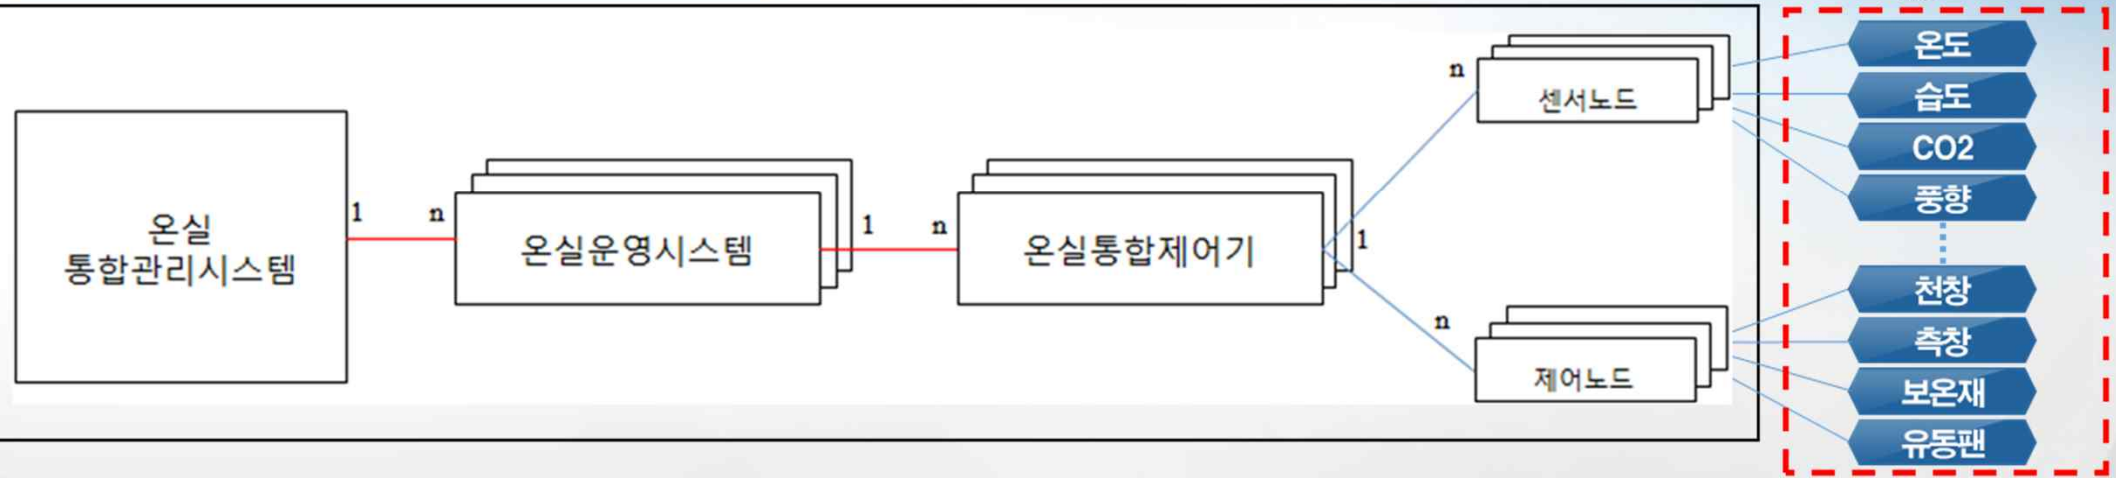 온실
통합관리시스템
1
n
온실운영시스템
1
n
온실통합제어기
1
n
센서노드
n
제어노드
온도
습도
CO2
풍향
천창
측창
보온재
유동팬